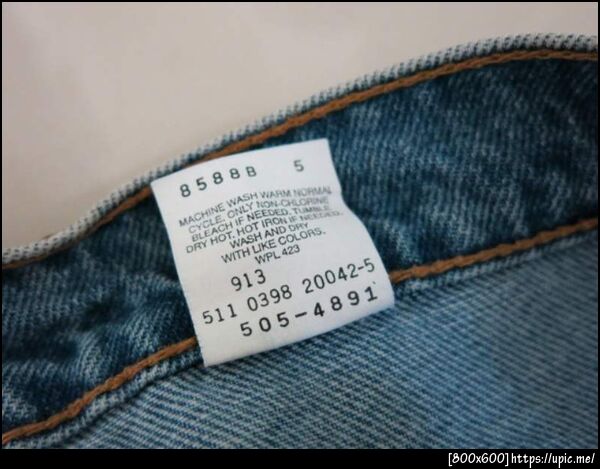 8588B 5
MACHINE WASH WARM NORMAL
CYCLE. ONLY NON-CHLORINE
BLEACH IF NEEDED. TUMBLE
DRY HOT. HOT IRON IF NEEDED.
WASH AND DRY
WITH LIKE COLORS.
WPL 423
913
511 0398 20042-5
505-4891
[800x600]https://upic.me/